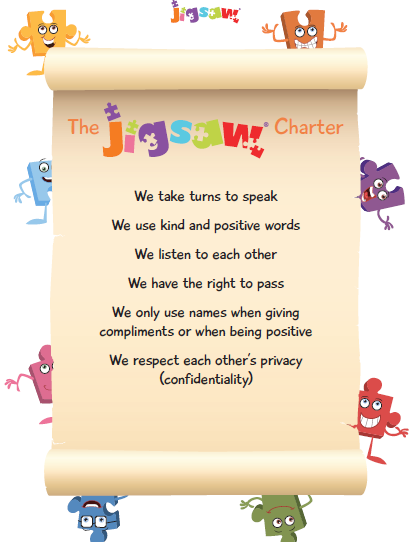 jigsaw
The jigsaw® Charter
We take turns to speak
We use kind and positive words
We listen to each other
We have the right to pass
We only use names when giving
compliments or when being positive
We respect each other's privacy
(confidentiality)